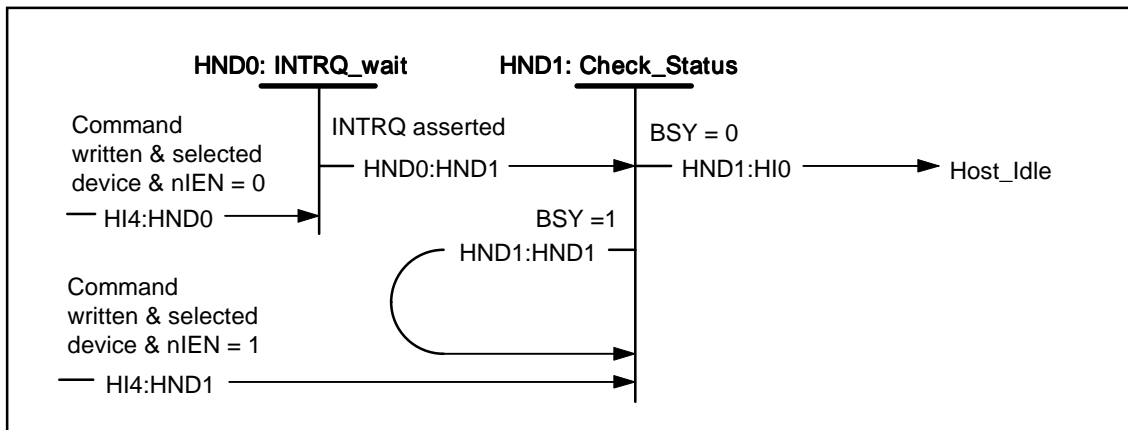 HND0: INTRQ_wait
HND1: Check_Status
Command
written & selected
device & nIEN = 0
HI4:HND0
INTRQ asserted
HND0:HND1
BSY = 0
HND1:HI0
Host_Idle
BSY =1
HND1:HND1
Command
written & selected
device & nIEN = 1
HI4:HND1